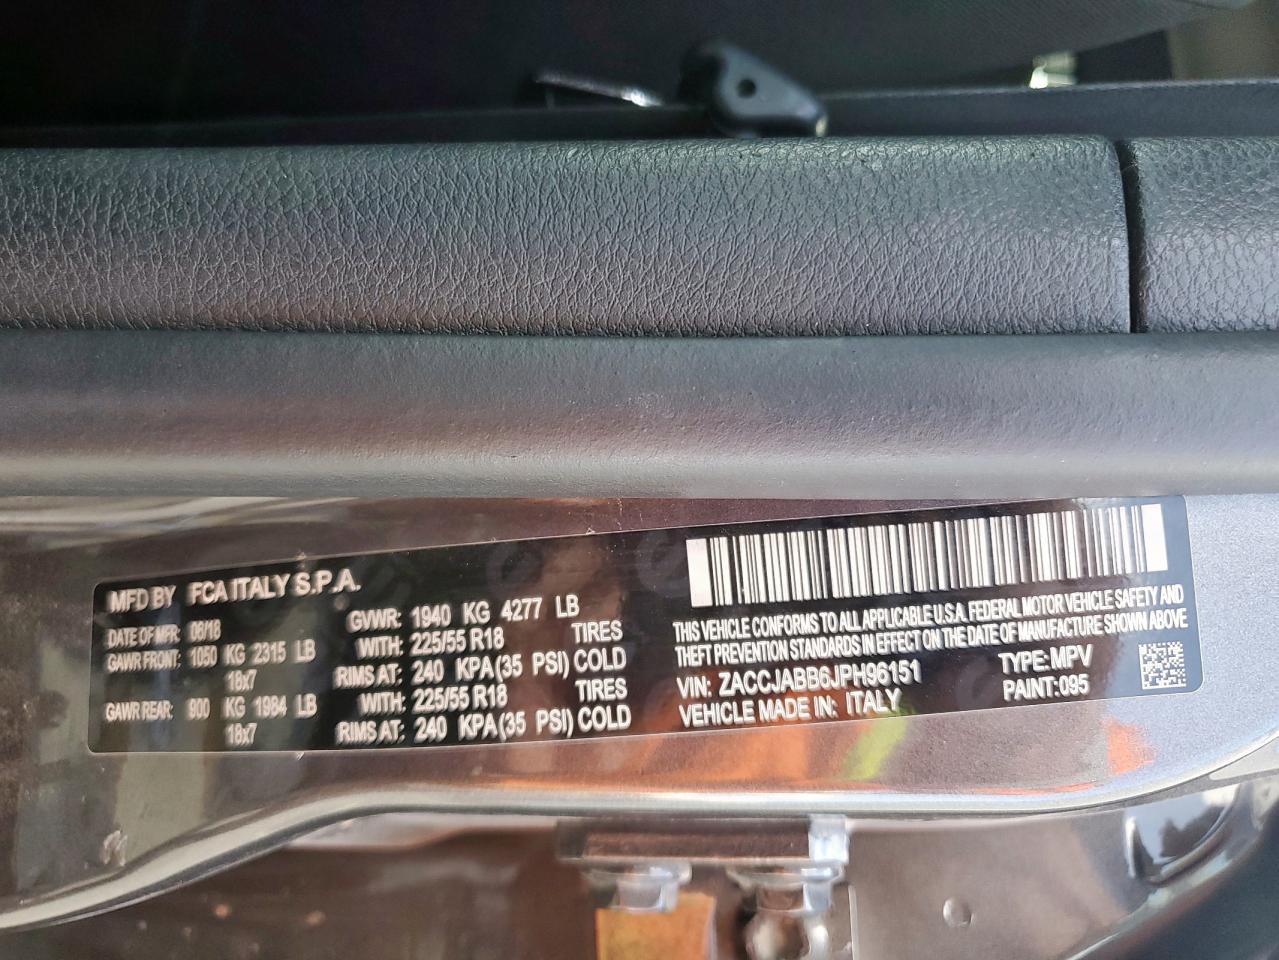 MFD BY FCA ITALY S.P.A.
DATE OF MFR: 06/18
GAWR FRONT: 1050 KG 2315 LB
18x7
GAWR REAR: 900 KG 1984 LB
18x7
GVWR: 1940 KG 4277 LB
WITH: 225/55 R18 TIRES
RIMS AT: 240 KPA(35 PSI) COLD
WITH: 225/55 R18 TIRES
RIMS AT: 240 KPA(35 PSI) COLD
THIS VEHICLE CONFORMS TO ALL APPLICABLE U.S.A. FEDERAL MOTOR VEHICLE SAFETY AND
THEFT PREVENTION STANDARDS IN EFFECT ON THE DATE OF MANUFACTURE SHOWN ABOVE
VIN: ZACCJABB6JPH96151 TYPE: MPV
VEHICLE MADE IN: ITALY PAINT: 095